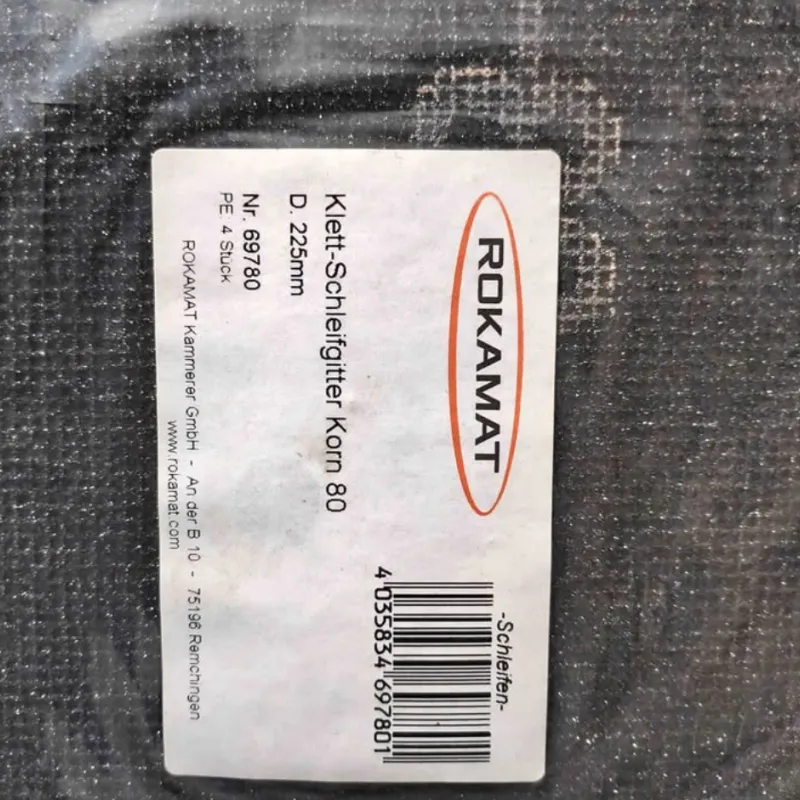 ROKAMAT
-Schleifen-
4 035834 697801
Klett-Schleifgitter Korn 80
D. 225mm
Nr. 69780
PE: 4 Stück
ROKAMAT Kammerer GmbH - An der B 10 - 75196 Remchingen
www.rokamat.com